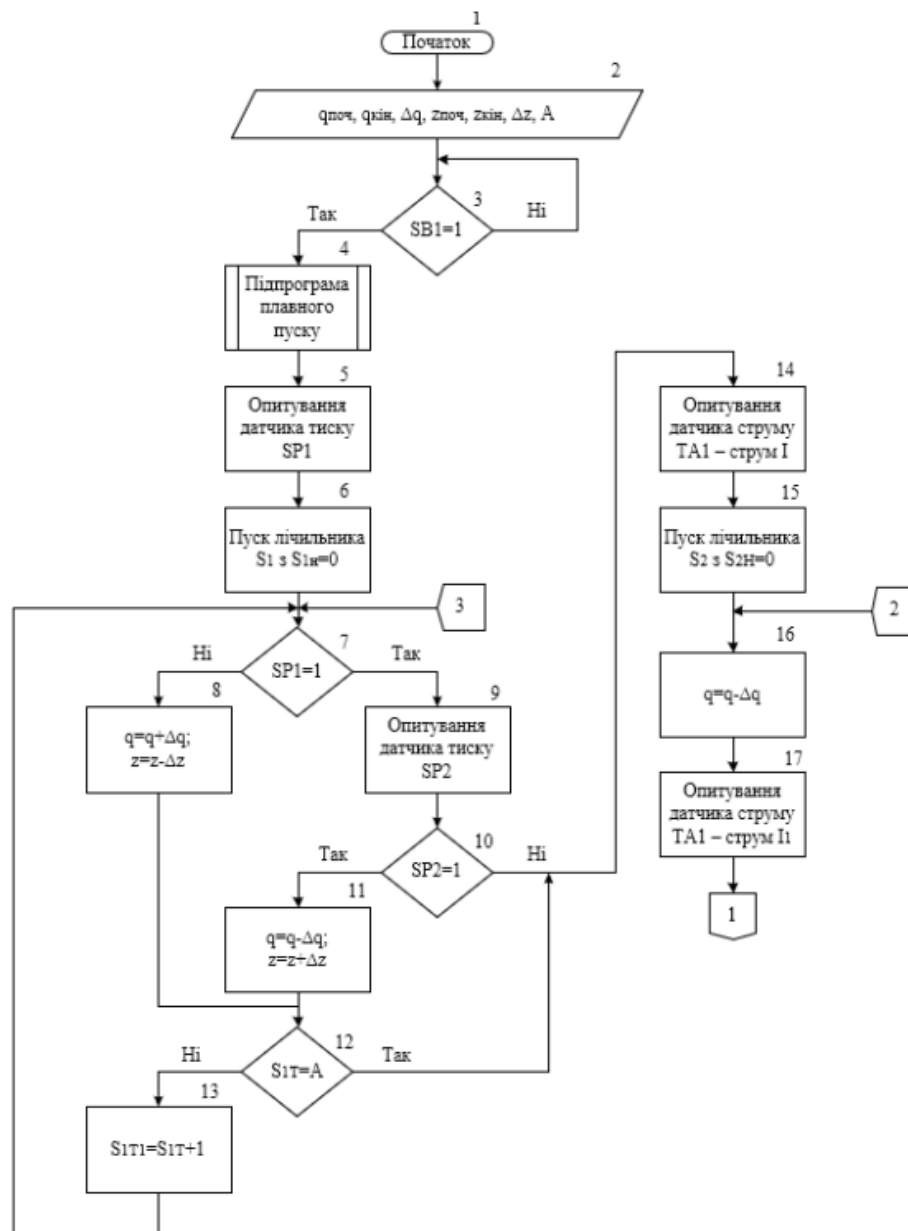 1
Початок
2
qпоч, qкін, Δq, zпоч, zкін, Δz, A
3
SB1=1
Так
Ні
4
Підпрограма
плавного
пуску
5
Опитування
датчика тиску
SP1
6
Пуск лічильника
S1 з S1н=0
3
7
SP1=1
Ні
Так
8
q=q+Δq;
z=z-Δz
9
Опитування
датчика тиску
SP2
10
SP2=1
Так
Ні
11
q=q-Δq;
z=z+Δz
12
S1т=A
Ні
Так
13
S1т1=S1т+1
14
Опитування
датчика струму
TA1 – струм I
15
Пуск лічильника
S2 з S2Н=0
2
16
q=q-Δq
17
Опитування
датчика струму
TA1 – струм I1
1